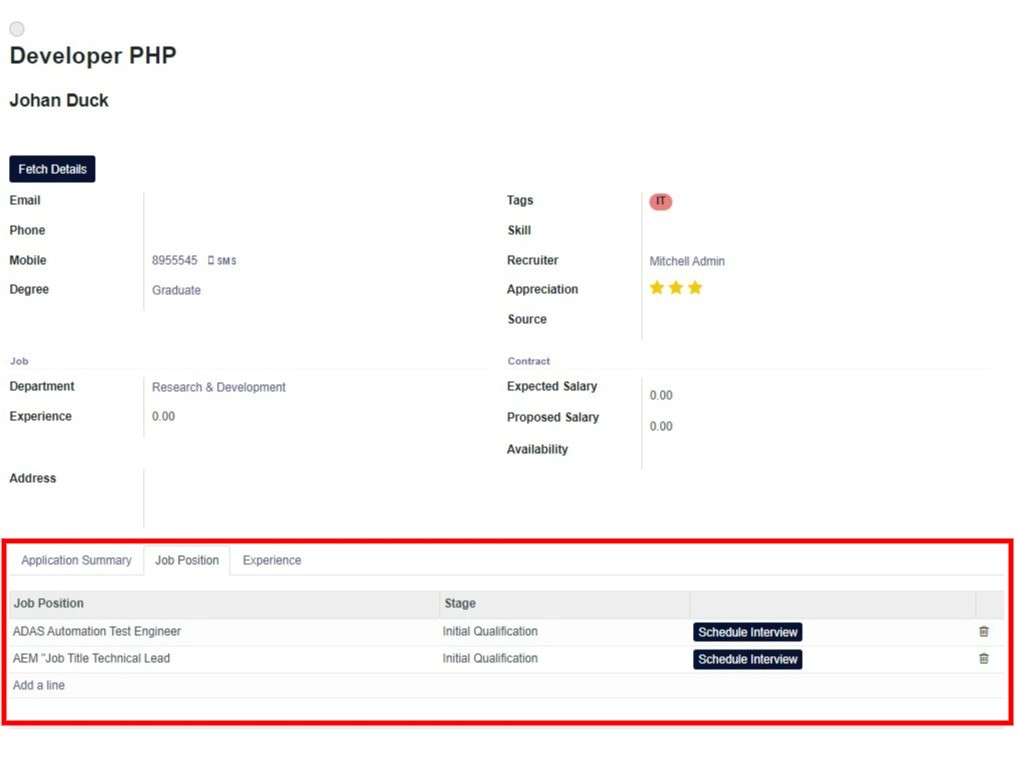 Developer PHP
Johan Duck
Fetch Details
Email
Phone
Mobile 8955545 SMS
Degree Graduate
Tags IT
Skill
Recruiter Mitchell Admin
Appreciation
Source
Job
Department Research & Development
Experience 0.00
Contract
Expected Salary 0.00
Proposed Salary 0.00
Availability
Address
Application Summary Job Position Experience
Job Position Stage
ADAS Automation Test Engineer Initial Qualification Schedule Interview
AEM "Job Title Technical Lead Initial Qualification Schedule Interview
Add a line